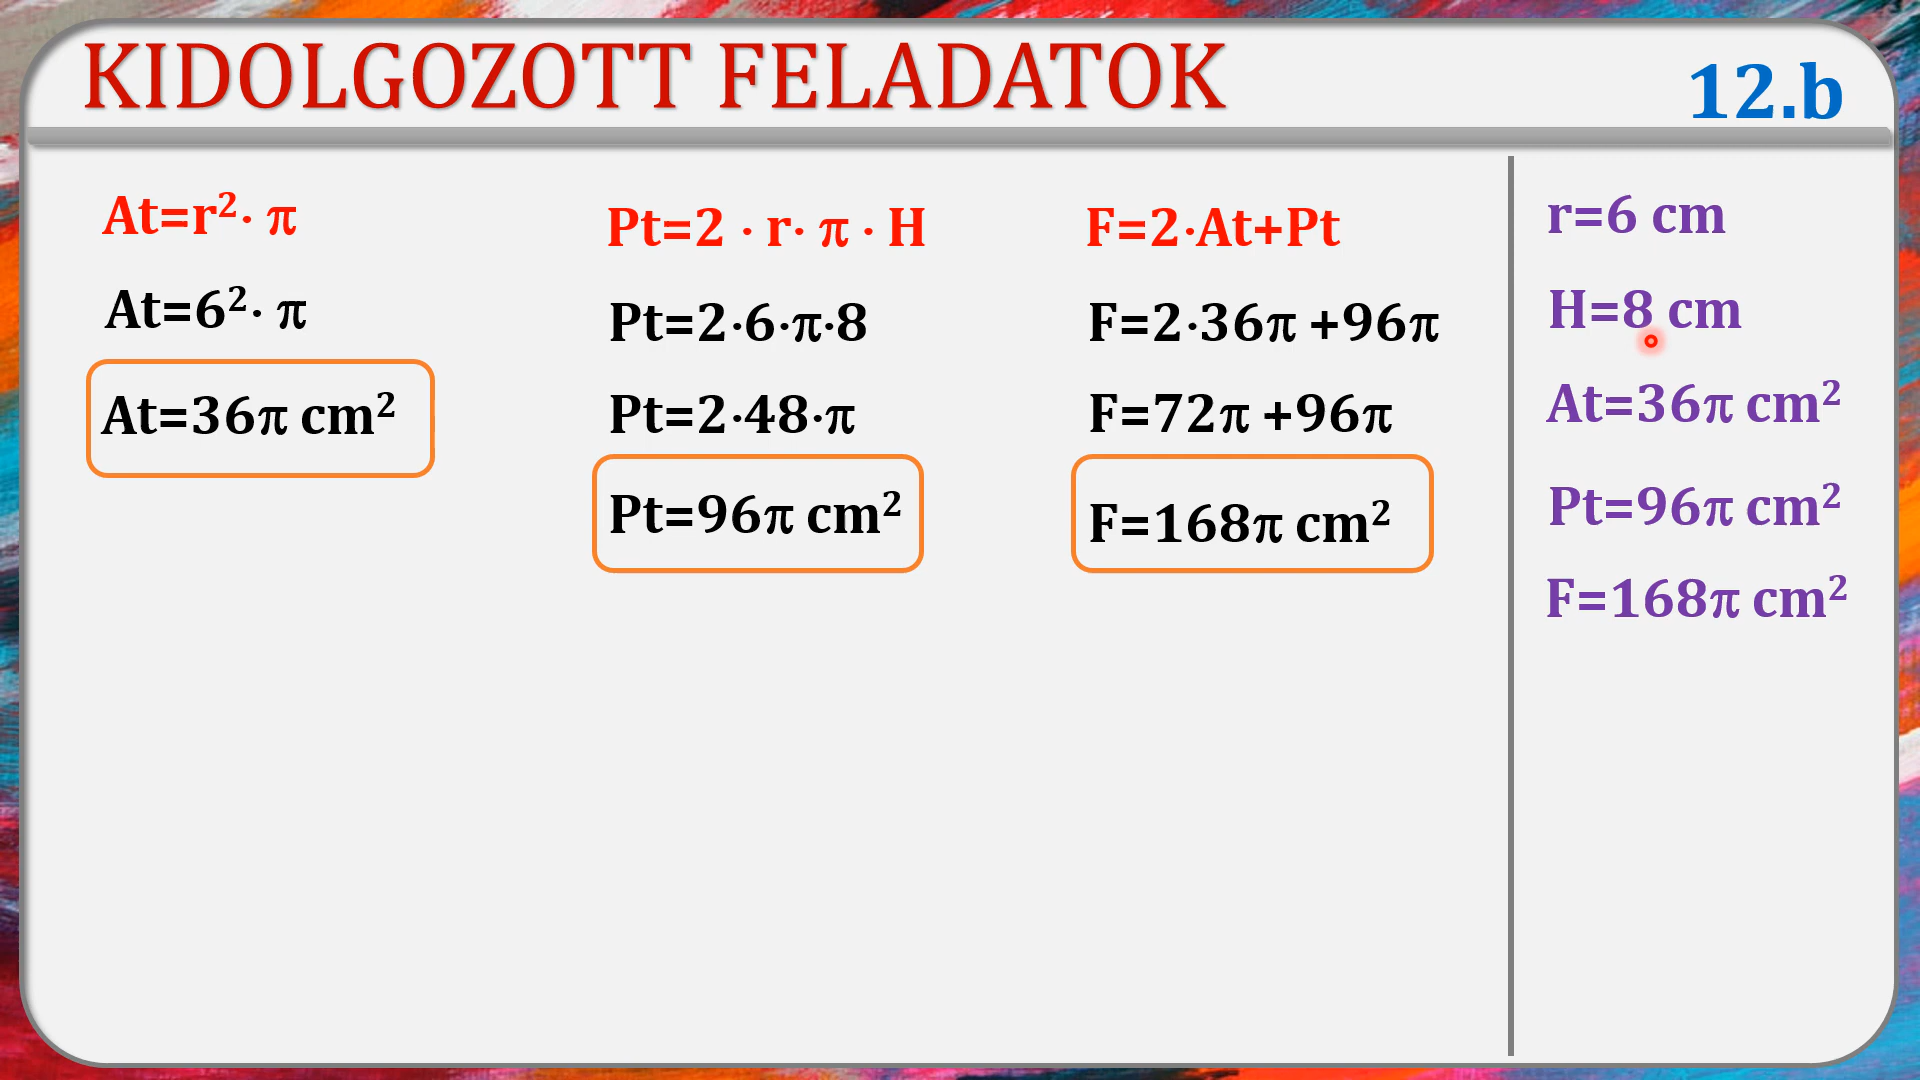 KIDOLGOZOTT FELADATOK
12.b
At=r²· π
At=6²· π
At=36π cm²
Pt=2 · r· π · H
Pt=2·6·π·8
Pt=2·48·π
Pt=96π cm²
F=2·At+Pt
F=2·36π +96π
F=72π +96π
F=168π cm²
r=6 cm
H=8 cm
At=36π cm²
Pt=96π cm²
F=168π cm²